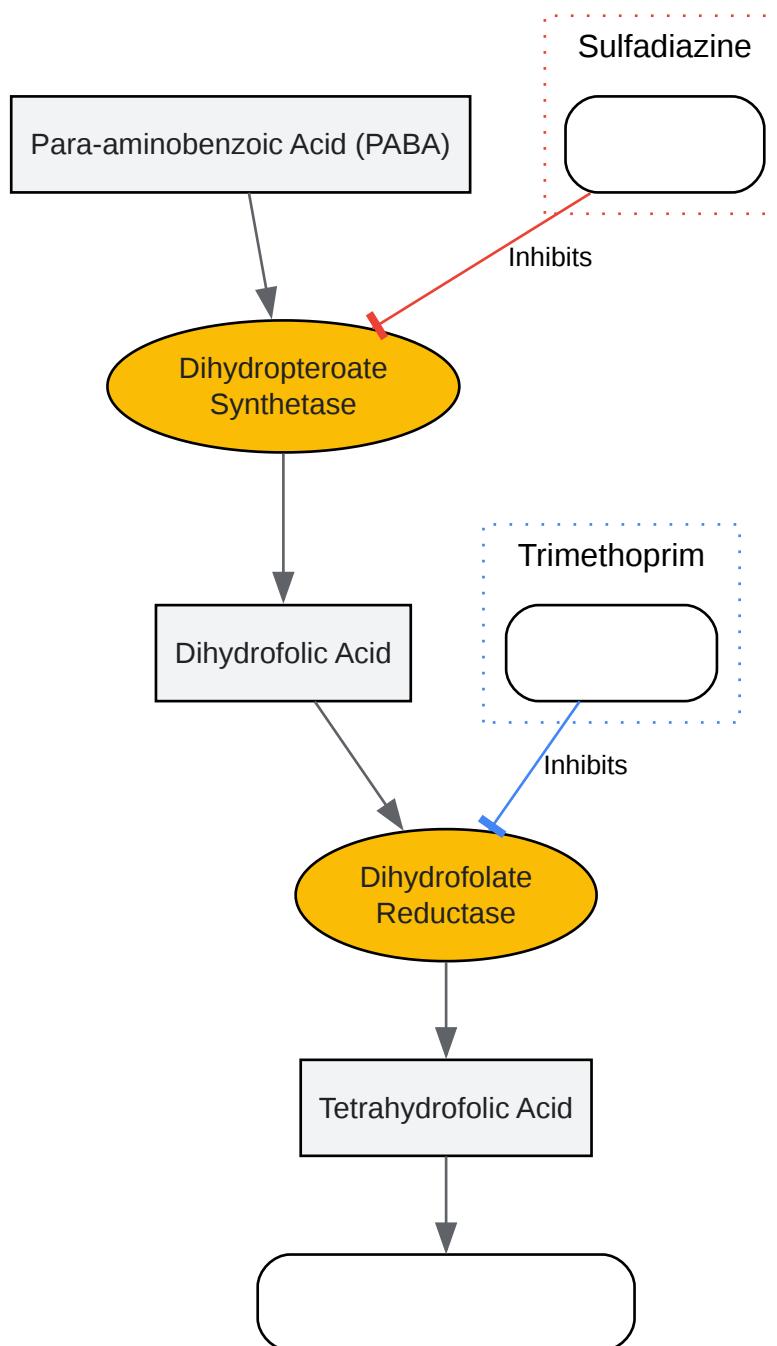 Sulfadiazine
Para-aminobenzoic Acid (PABA)
Inhibits
Dihydropteroate
Synthetase
Trimethoprim
Dihydrofolic Acid
Inhibits
Dihydrofolate
Reductase
Tetrahydrofolic Acid